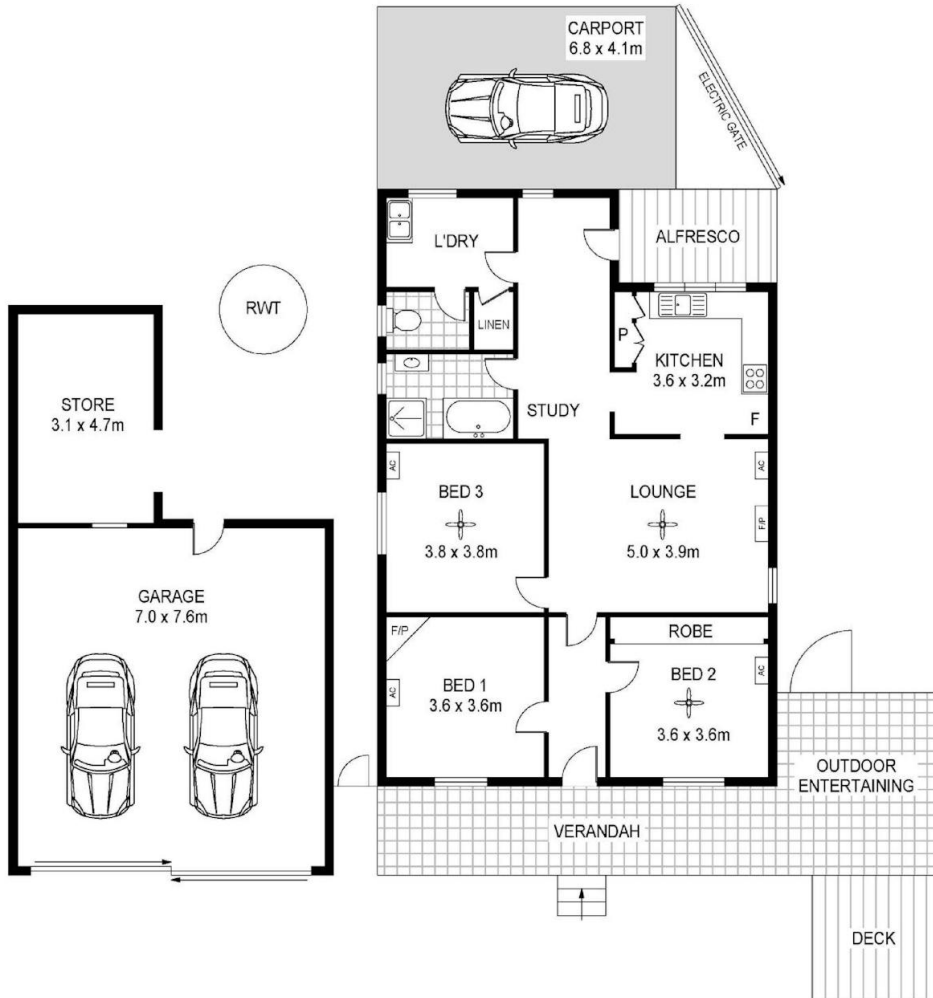 CARPORT
6.8 x 4.1m
ELECTRIC GATE
L'DRY
ALFRESCO
RWT
LINEN
P
KITCHEN
3.6 x 3.2m
F
STORE
3.1 x 4.7m
STUDY
AC
BED 3
3.8 x 3.8m
LOUNGE
5.0 x 3.9m
AC
F/P
GARAGE
7.0 x 7.6m
F/P
AC
BED 1
3.6 x 3.6m
ROBE
BED 2
3.6 x 3.6m
AC
OUTDOOR
ENTERTAINING
VERANDAH
DECK